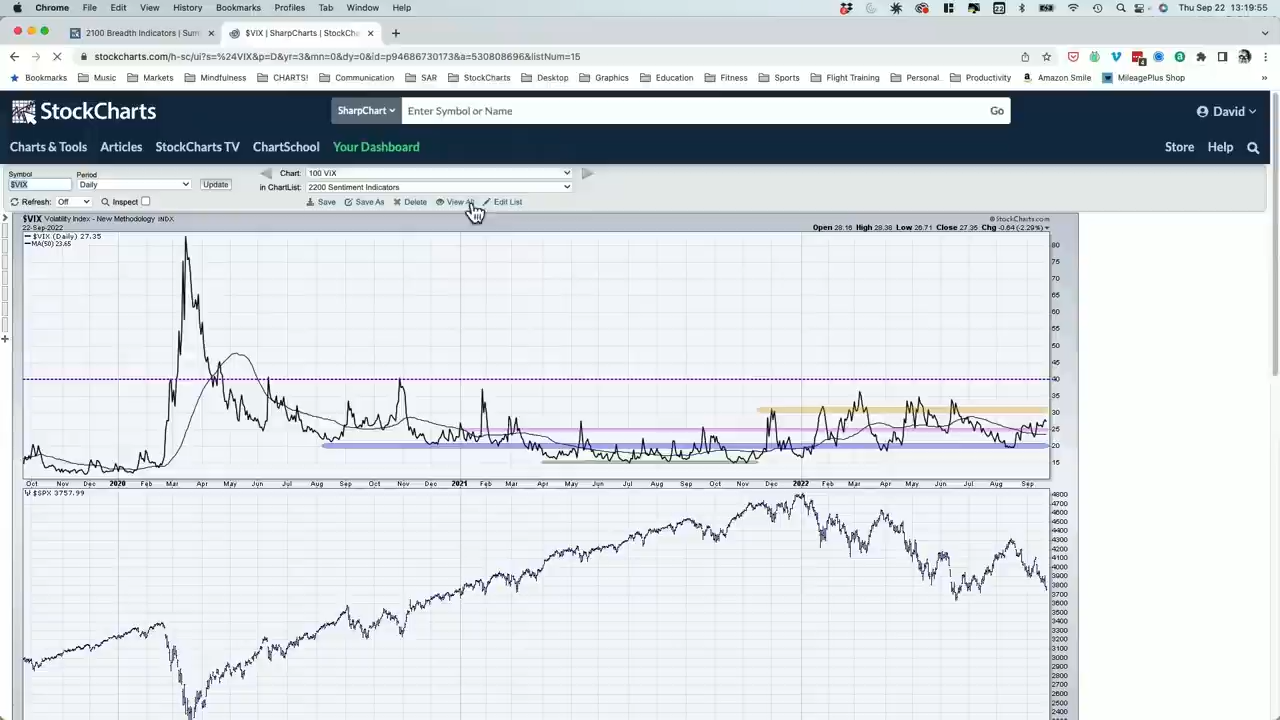 Chrome File Edit View History Bookmarks Profiles Tab Window Help Thu Sep 22 13:19:55
2100 Breadth Indicators | Sum $VIX | SharpCharts | StockCha
stockcharts.com/h-sc/ui?s=%24VIX&p=D&yr=3&mn=0&dy=0&id=p94686730173&a=530808696&listNum=15
Bookmarks Music Markets Mindfulness CHARTS! Communication SAR StockCharts Desktop Graphics Education Fitness Sports Flight Training Personal Productivity Amazon Smile MileagePlus Shop
StockCharts SharpChart Enter Symbol or Name Go David
Charts & Tools Articles StockCharts TV ChartSchool Your Dashboard Store Help
Symbol Period Chart: 100 VIX
$VIX Daily Update in ChartList: 2200 Sentiment Indicators
Refresh: Off Inspect Save Save As Delete View All Edit List
$VIX Volatility Index - New Methodology INDX © StockCharts.com
22-Sep-2022 Open 28.16 High 28.38 Low 26.71 Close 27.35 Chg -0.64 (-2.29%)
$VIX (Daily) 27.35
MA(50) 23.65
80
75
70
65
60
55
50
45
40
35
30
25
20
15
Oct Nov Dec 2020 Feb Mar Apr May Jun Jul Aug Sep Oct Nov Dec 2021 Feb Mar Apr May Jun Jul Aug Sep Oct Nov Dec 2022 Feb Mar Apr May Jun Jul Aug Sep
$SPX 3757.99
4800
4700
4600
4500
4400
4300
4200
4100
4000
3900
3800
3700
3600
3500
3400
3300
3200
3100
3000
2900
2800
2700
2600
2500
2400